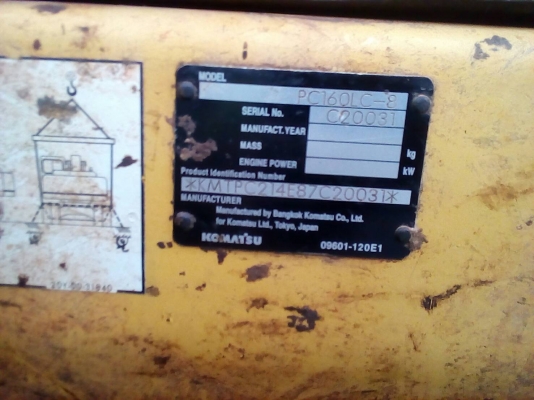 MODEL PC160LC-8
SERIAL No. C20031
MANUFACT. YEAR
MASS kg
ENGINE POWER kW
Product Identification Number
*KMTPC214E87C20031*
MANUFACTURER
Manufactured by Bangkok Komatsu Co., Ltd.
for Komatsu Ltd., Tokyo, Japan
KOMATSU 09601-120E1